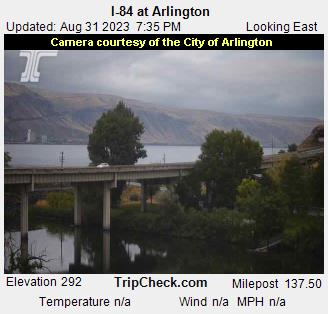 I-84 at Arlington
Updated: Aug 31 2023 7:35 PM Looking East
Camera courtesy of the City of Arlington
Elevation 292 TripCheck.com Milepost 137.50
Temperature n/a Wind n/a MPH n/a